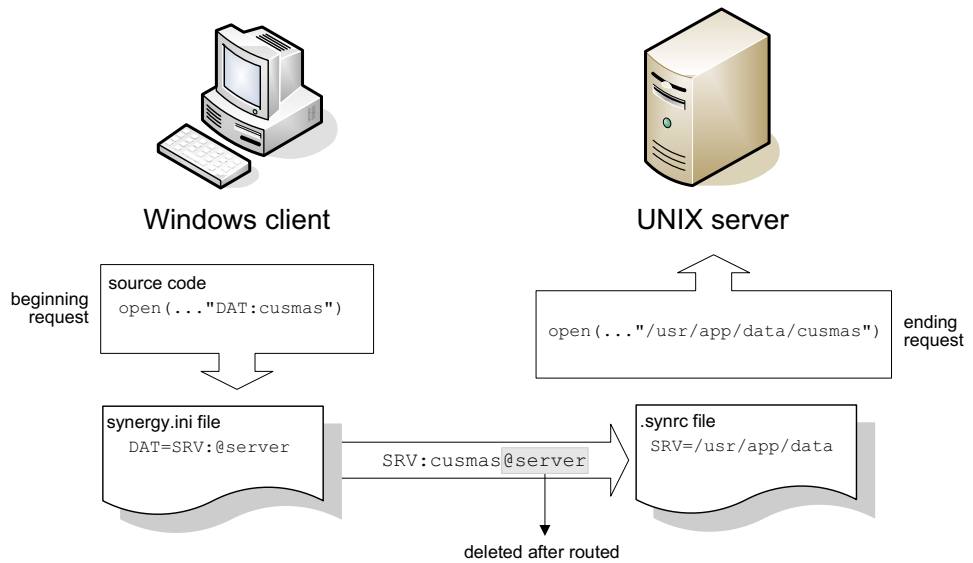 Windows client
UNIX server
beginning
request
source code
open(..."DAT:cusmas")
open(..."/usr/app/data/cusmas")
ending
request
synergy.ini file
DAT=SRV:@server
SRV:cusmas@server
.synrc file
SRV=/usr/app/data
deleted after routed